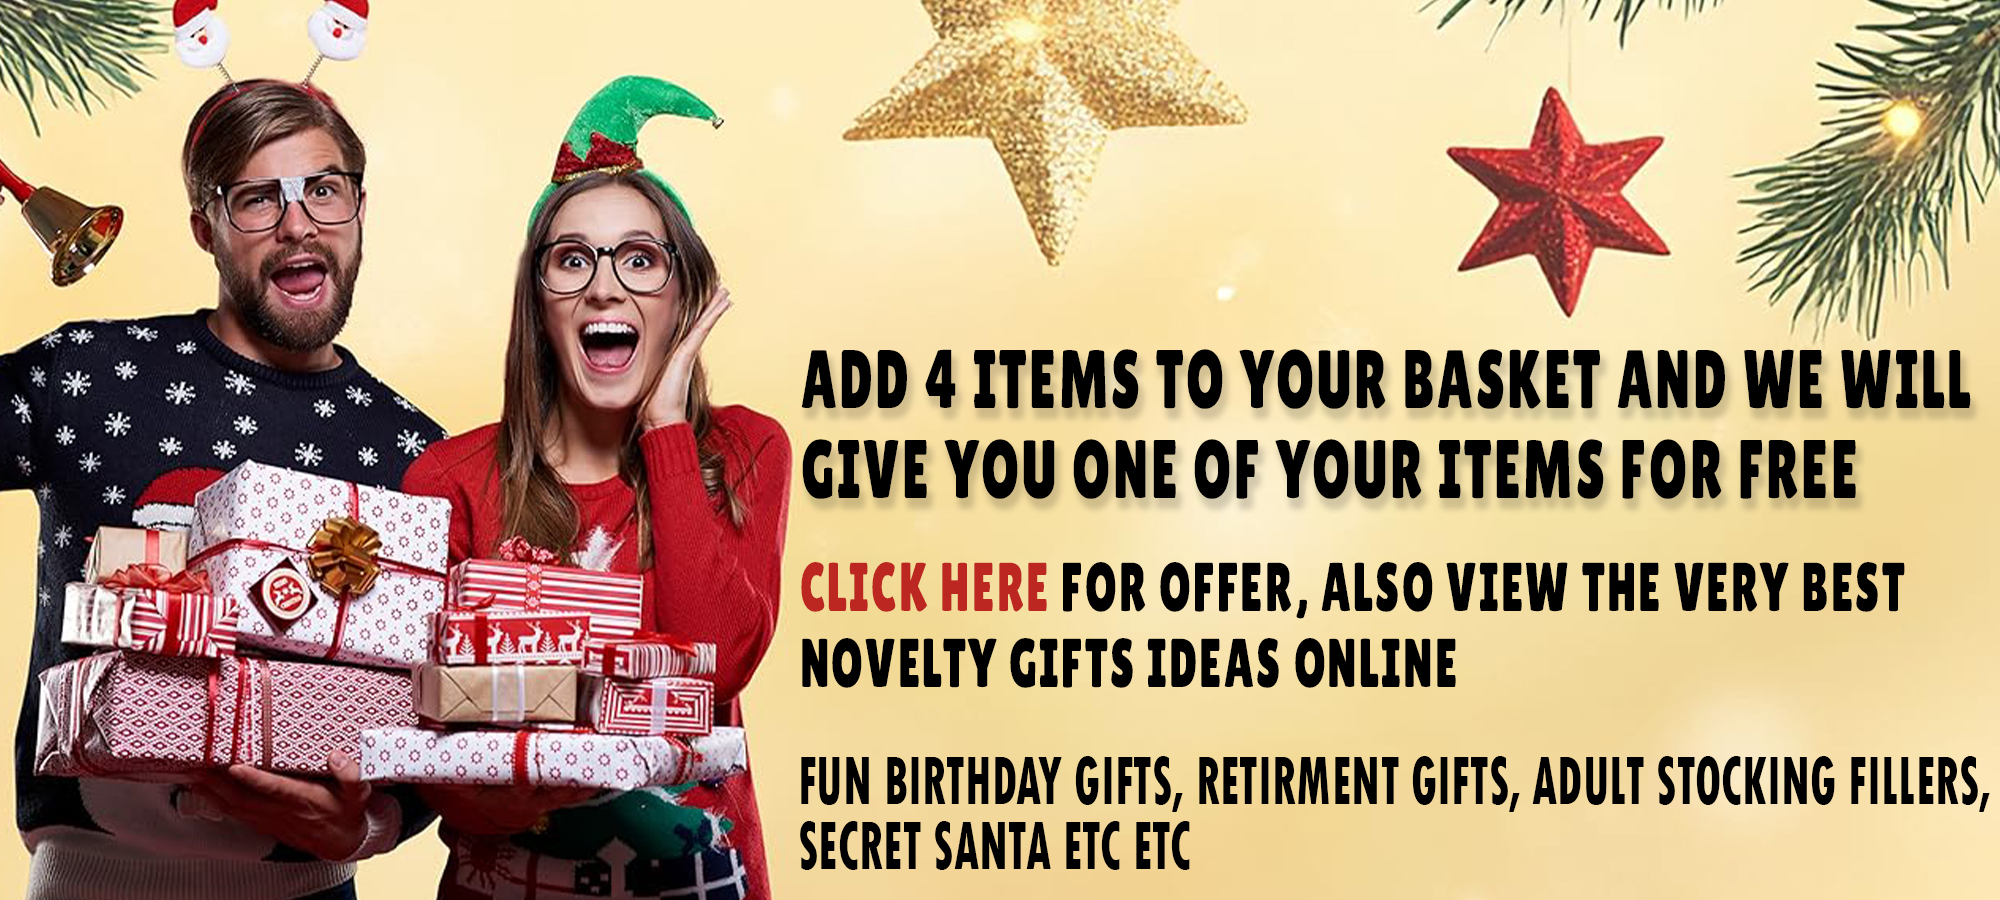 ADD 4 ITEMS TO YOUR BASKET AND WE WILL
GIVE YOU ONE OF YOUR ITEMS FOR FREE
CLICK HERE FOR OFFER, ALSO VIEW THE VERY BEST
NOVELTY GIFTS IDEAS ONLINE
FUN BIRTHDAY GIFTS, RETIRMENT GIFTS, ADULT STOCKING FILLERS,
SECRET SANTA ETC ETC